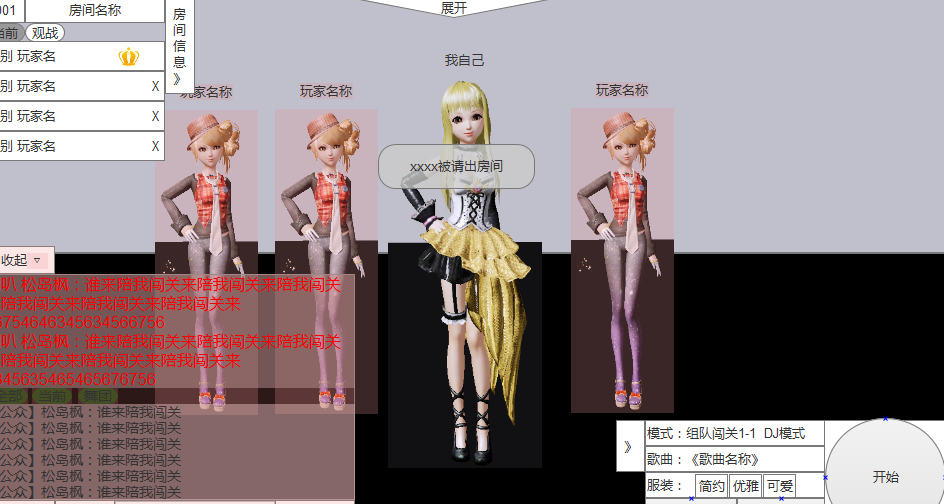 001 房间名称
展开
房间信息》
当前 观战
别 玩家名
别 玩家名 X
别 玩家名 X
别 玩家名 X
玩家名称
玩家名称
我自己
玩家名称
xxxx被请出房间
收起 ▽
叭 松岛枫：谁来陪我闯关来陪我闯关来陪我闯关
陪我闯关来陪我闯关来陪我闯关来
6754646345634566756
叭 松岛枫：谁来陪我闯关来陪我闯关来陪我闯关
陪我闯关来陪我闯关来陪我闯关来
345635465465676756
全部 当前 舞团
公众】松岛枫：谁来陪我闯关
公众】松岛枫：谁来陪我闯关
公众】松岛枫：谁来陪我闯关
公众】松岛枫：谁来陪我闯关
公众】松岛枫：谁来陪我闯关
公众】松岛枫：谁来陪我闯关
》
模式：组队闯关1-1 DJ模式
歌曲：《歌曲名称》
服装： 简约 优雅 可爱
开始